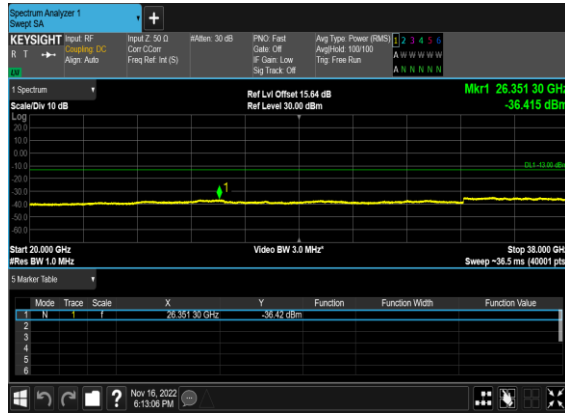 Spectrum Analyzer 1
Swept SA
+
KEYSIGHT Input: RF Input Z: 50 Ω #Atten: 30 dB PNO: Fast Avg Type: Power (RMS) 1 2 3 4 5 6
R T Coupling: DC Corr CCorr Gate: Off Avg|Hold: 100/100 A W W W W W
Align: Auto Freq Ref: Int (S) IF Gain: Low Trig: Free Run
Sig Track: Off A N N N N N
1 Spectrum Ref Lvl Offset 15.64 dB Mkr1 26.351 30 GHz
Scale/Div 10 dB Ref Level 30.00 dBm -36.415 dBm
Log
20.0
10.0
0.00
-10.0
DL1 -13.00 dBm
-20.0
-30.0
1
-40.0
-50.0
-60.0
Start 20.000 GHz Video BW 3.0 MHz* Stop 38.000 GHz
#Res BW 1.0 MHz Sweep ~36.5 ms (40001 pts)
5 Marker Table
Mode Trace Scale X Y Function Function Width Function Value
1 N 1 f 26.351 30 GHz -36.42 dBm
2
3
4
5
6
? Nov 16, 2022
6:13:06 PM